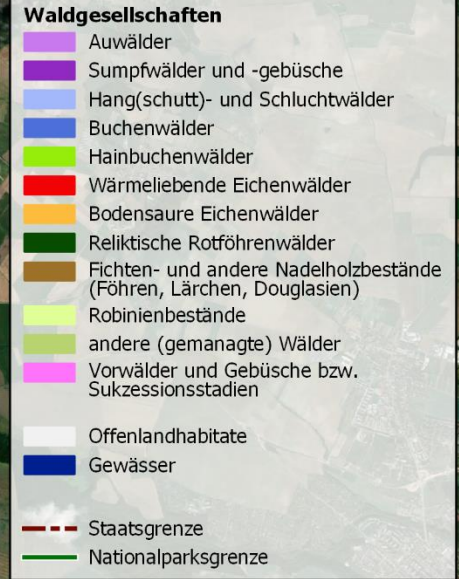 Waldgesellschaften
Auwälder
Sumpfwälder und -gebüsche
Hang(schutt)- und Schluchtwälder
Buchenwälder
Hainbuchenwälder
Wärmeliebende Eichenwälder
Bodensaure Eichenwälder
Reliktische Rotföhrenwälder
Fichten- und andere Nadelholzbestände
(Föhren, Lärchen, Douglasien)
Robinienbestände
andere (gemanagte) Wälder
Vorwälder und Gebüsche bzw.
Sukzessionsstadien
Offenlandhabitate
Gewässer
Staatsgrenze
Nationalparksgrenze